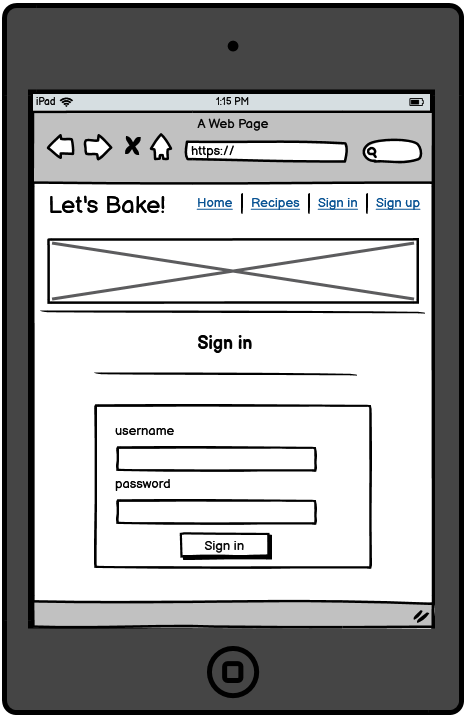 iPad 1:15 PM
A Web Page
https://
Let's Bake! Home Recipes Sign in Sign up
Sign in
username
password
Sign in